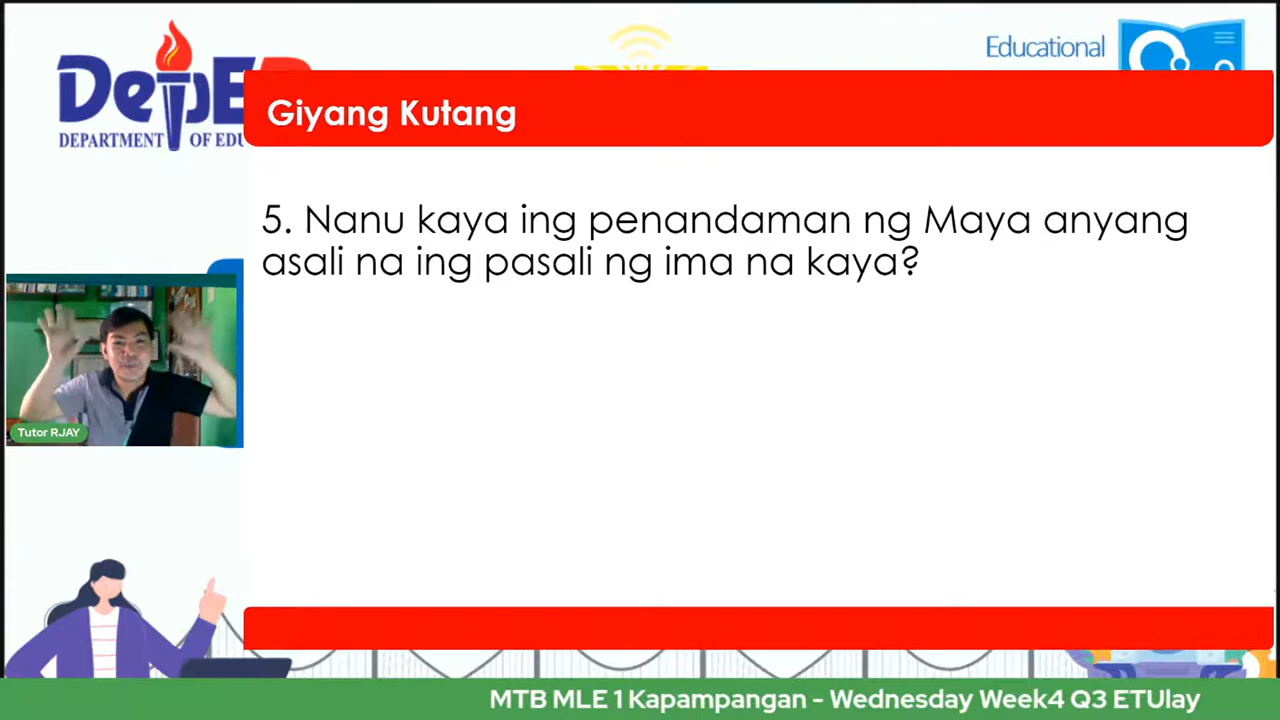 DepED
DEPARTMENT OF EDU
Educational
Giyang Kutang
5. Nanu kaya ing penandaman ng Maya anyang
asali na ing pasali ng ima na kaya?
Tutor RJAY
MTB MLE 1 Kapampangan - Wednesday Week4 Q3 ETUlay